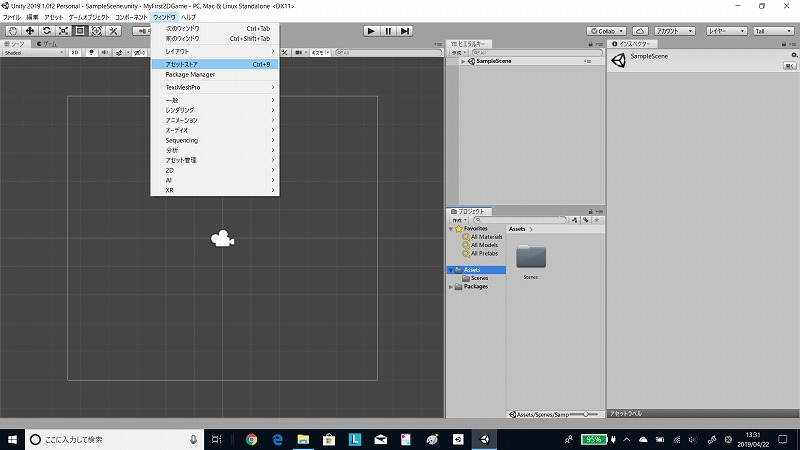 Unity 2019.1.0f2 Personal - SampleScene.unity - MyFirst2DGame - PC, Mac & Linux Standalone <DX11>
ファイル 編集 アセット ゲームオブジェクト コンポーネント ウィンドウ ヘルプ
次のウィンドウ Ctrl+Tab
前のウィンドウ Ctrl+Shift+Tab
レイアウト
アセットストア Ctrl+9
Package Manager
TextMeshPro
一般
レンダリング
アニメーション
オーディオ
Sequencing
分析
アセット管理
2D
AI
XR
Collab
アカウント
レイヤー
Tall
シーン ゲーム
Shaded
2D
ギズモ
All
ヒエラルキー
作成
All
SampleScene
インスペクター
SampleScene
開く
プロジェクト
作成
Favorites
All Materials
All Models
All Prefabs
Assets
Scenes
Packages
Assets
Scenes
Assets/Scenes/Samp
アセットラベル
ここに入力して検索
95%
13:31
2019/04/22